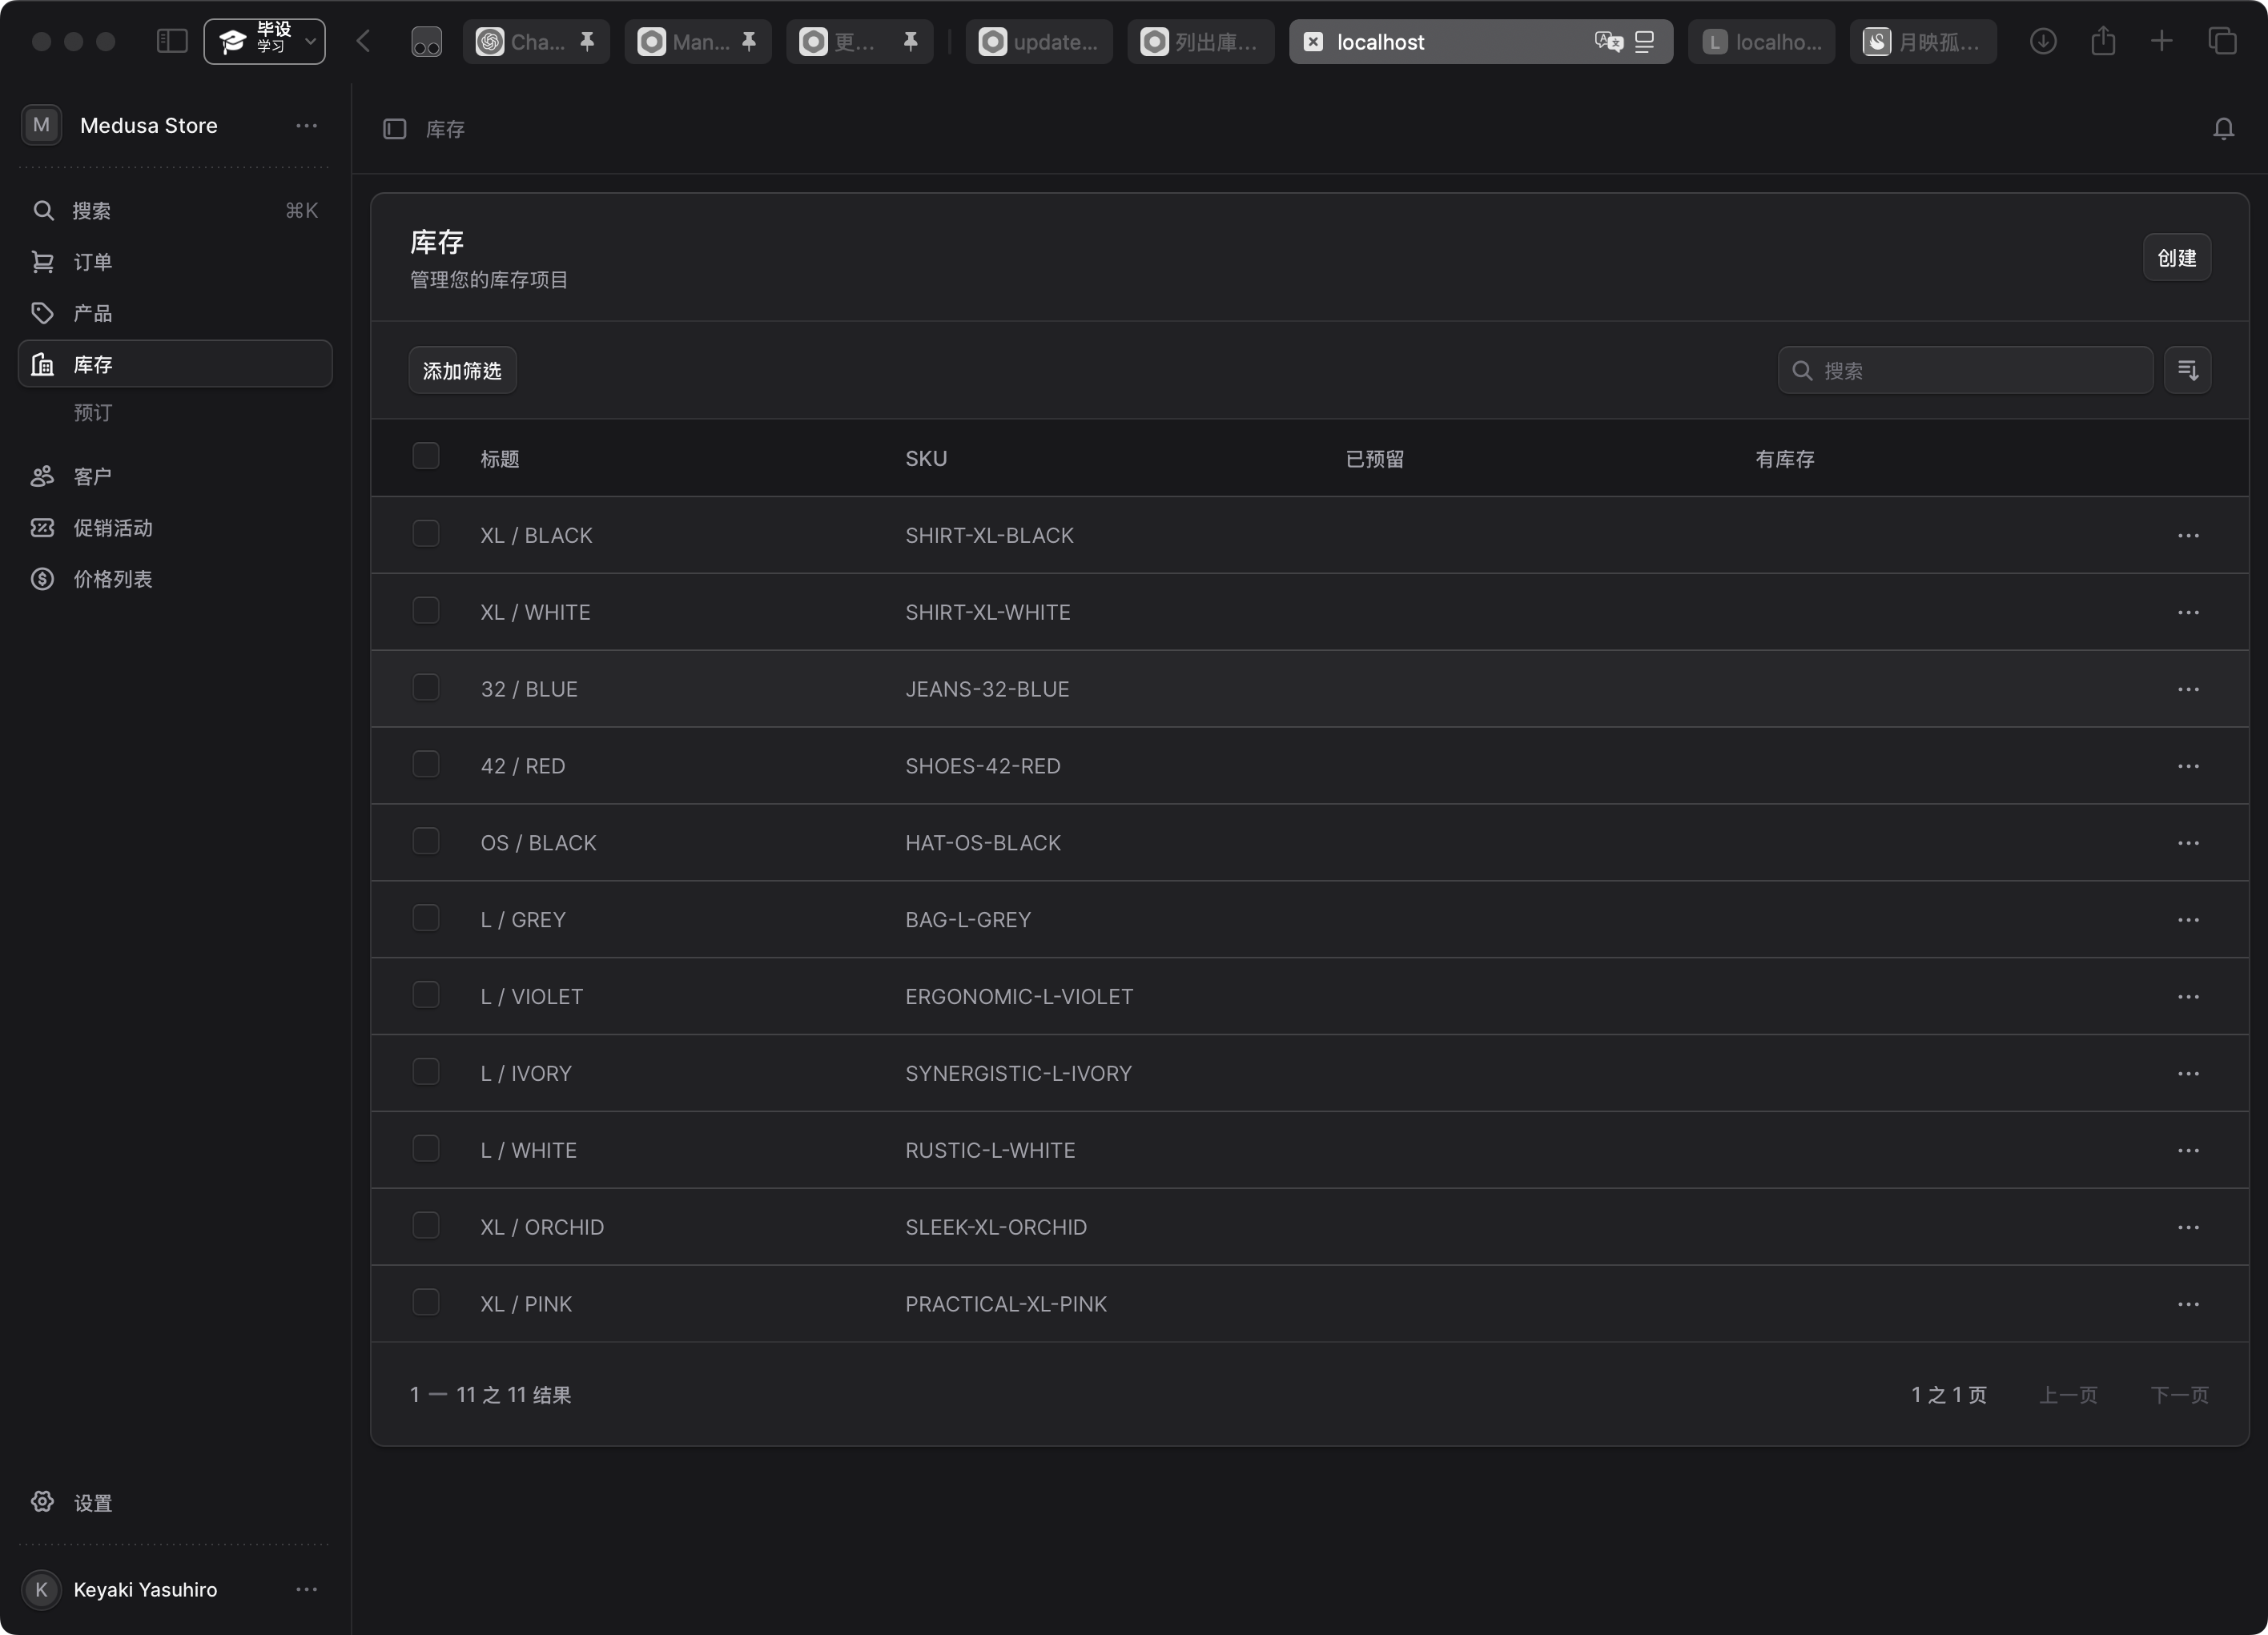 毕设
学习
Cha...
Man...
更...
update...
列出庫...
localhost
L localho...
月映孤...
M Medusa Store
搜索 ⌘K
订单
产品
库存
预订
客户
促销活动
价格列表
设置
K Keyaki Yasuhiro
库存
库存
管理您的库存项目
创建
添加筛选
搜索
标题 SKU 已预留 有库存
XL / BLACK SHIRT-XL-BLACK
XL / WHITE SHIRT-XL-WHITE
32 / BLUE JEANS-32-BLUE
42 / RED SHOES-42-RED
OS / BLACK HAT-OS-BLACK
L / GREY BAG-L-GREY
L / VIOLET ERGONOMIC-L-VIOLET
L / IVORY SYNERGISTIC-L-IVORY
L / WHITE RUSTIC-L-WHITE
XL / ORCHID SLEEK-XL-ORCHID
XL / PINK PRACTICAL-XL-PINK
1 — 11 之 11 结果
1 之 1 页 上一页 下一页